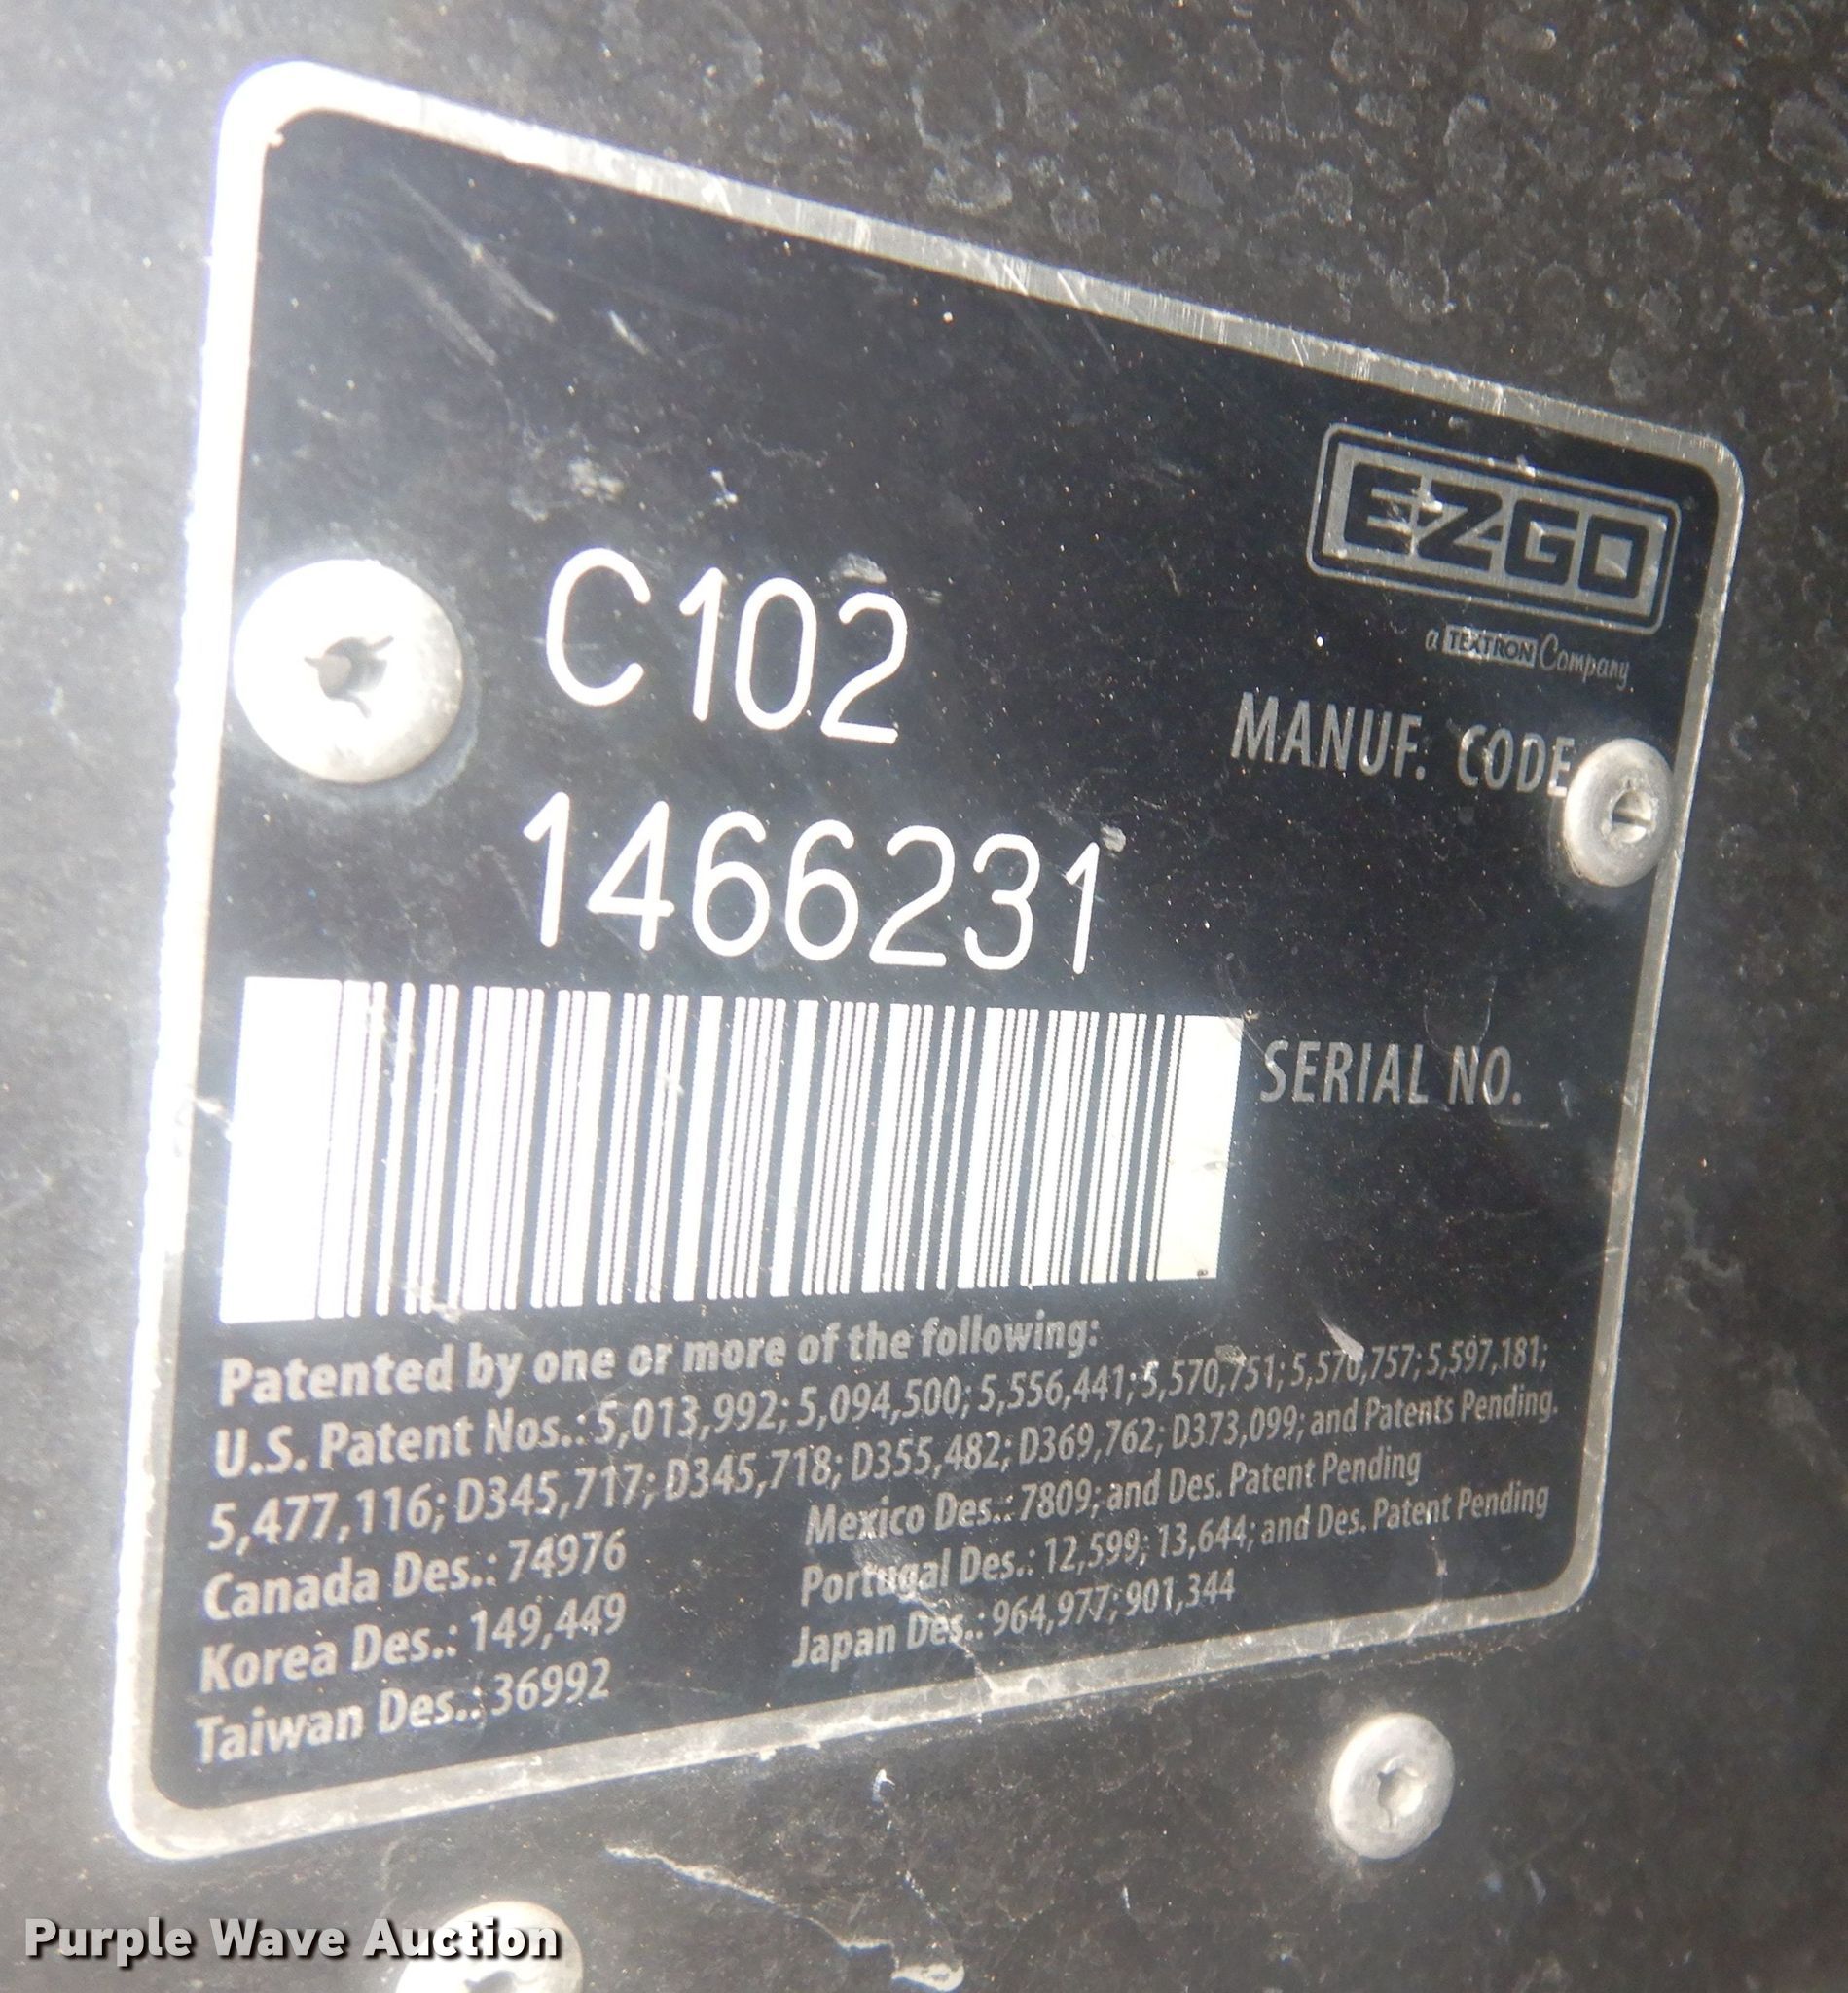 EZGO
a TEXTRON Company
C102
MANUF. CODE
1466231
SERIAL NO.
Patented by one or more of the following:
U.S. Patent Nos.: 5,013,992; 5,094,500; 5,556,441; 5,570,751; 5,570,757; 5,597,181;
5,477,116; D345,717; D345,718; D355,482; D369,762; D373,099; and Patents Pending.
Canada Des.: 74976
Korea Des.: 149,449
Taiwan Des.: 36992
Mexico Des.: 7809; and Des. Patent Pending
Portugal Des.: 12,599; 13,644; and Des. Patent Pending
Japan Des.: 964,977; 901,344
Purple Wave Auction